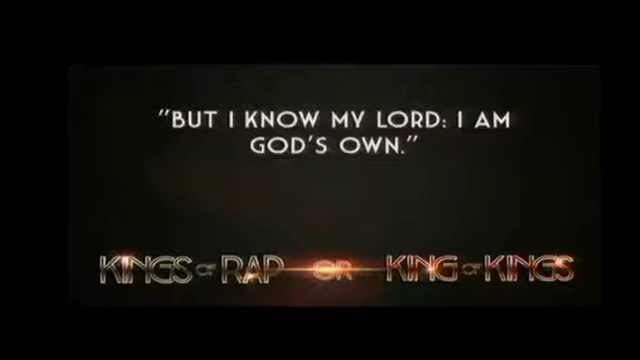 "BUT I KNOW MY LORD: I AM
GOD'S OWN."
KINGS OF RAP OR KING OF KINGS